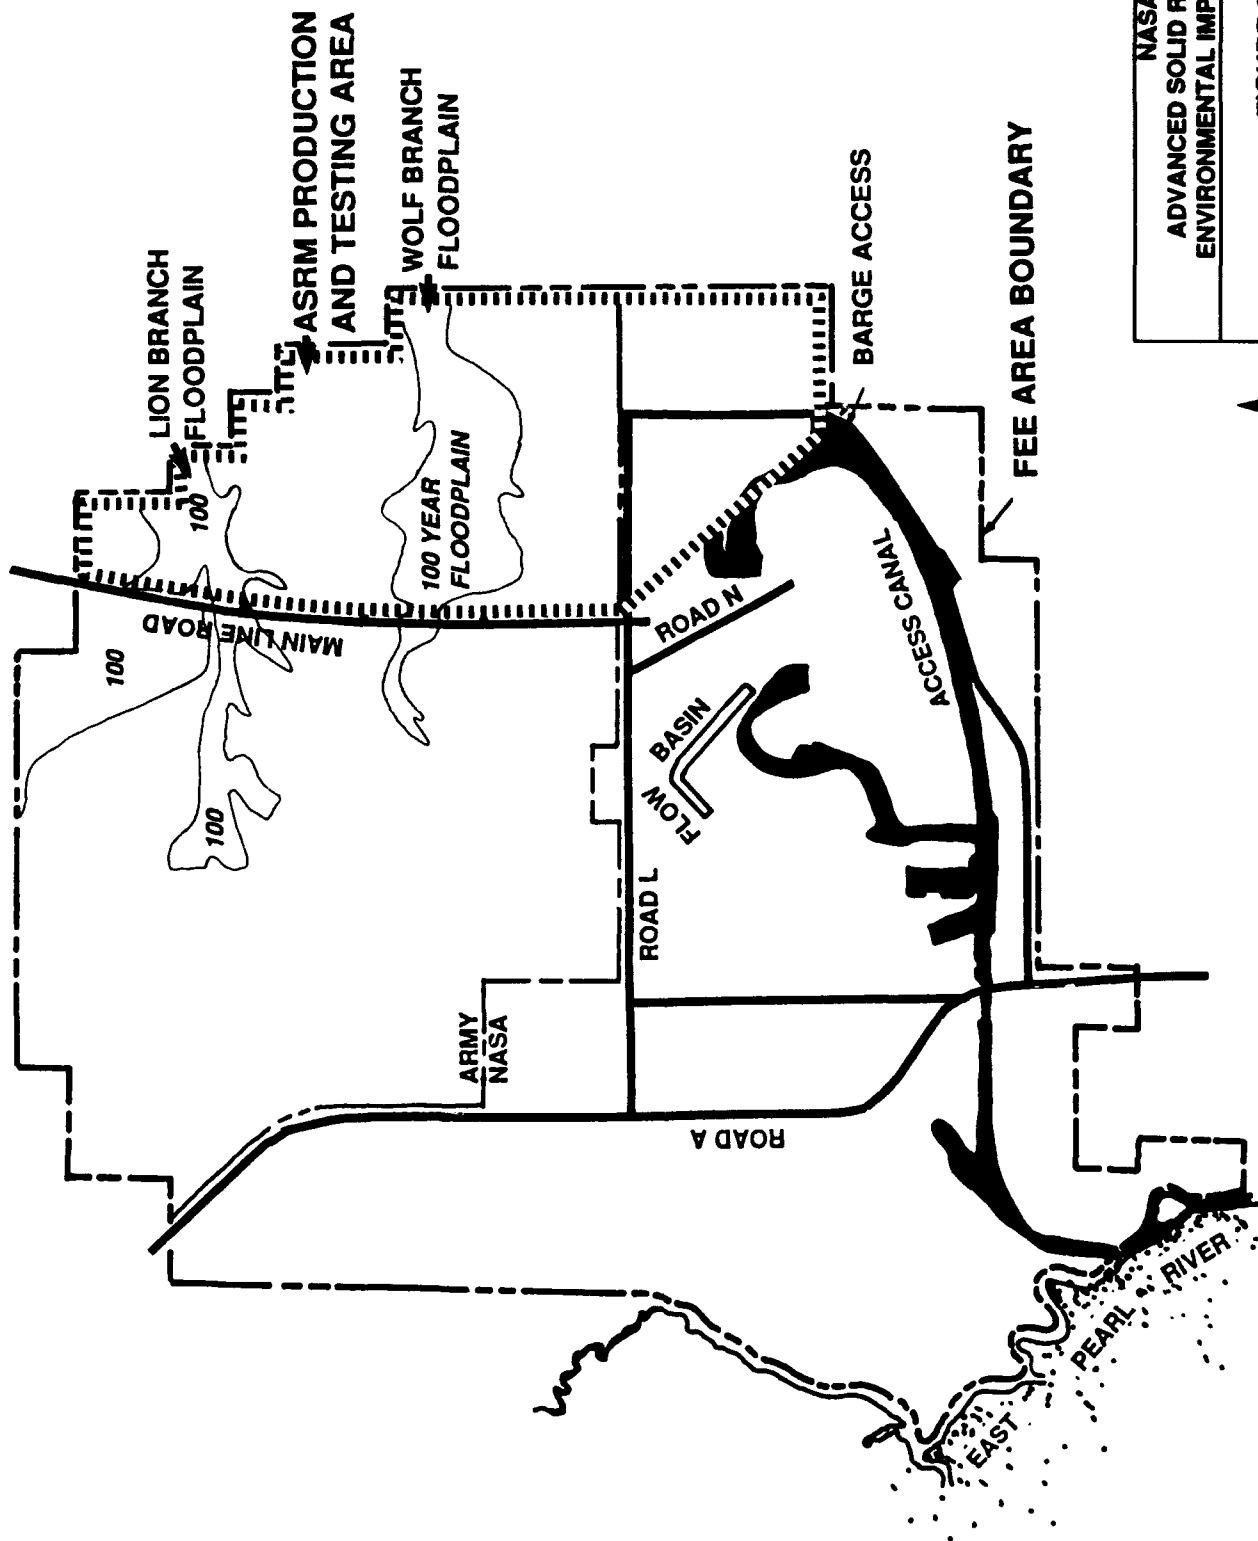 LION BRANCH
FLOODPLAIN
ASRM PRODUCTION
AND TESTING AREA
WOLF BRANCH
FLOODPLAIN
100
100
100
MAIN LINE ROAD
100 YEAR
FLOODPLAIN
BARGE ACCESS
FEE AREA BOUNDARY
ROAD N
ACCESS CANAL
FLOW BASIN
ROAD L
ARMY
NASA
ROAD A
EAST PEARL RIVER
NASA
ADVANCED SOLID
ENVIRONMENTAL